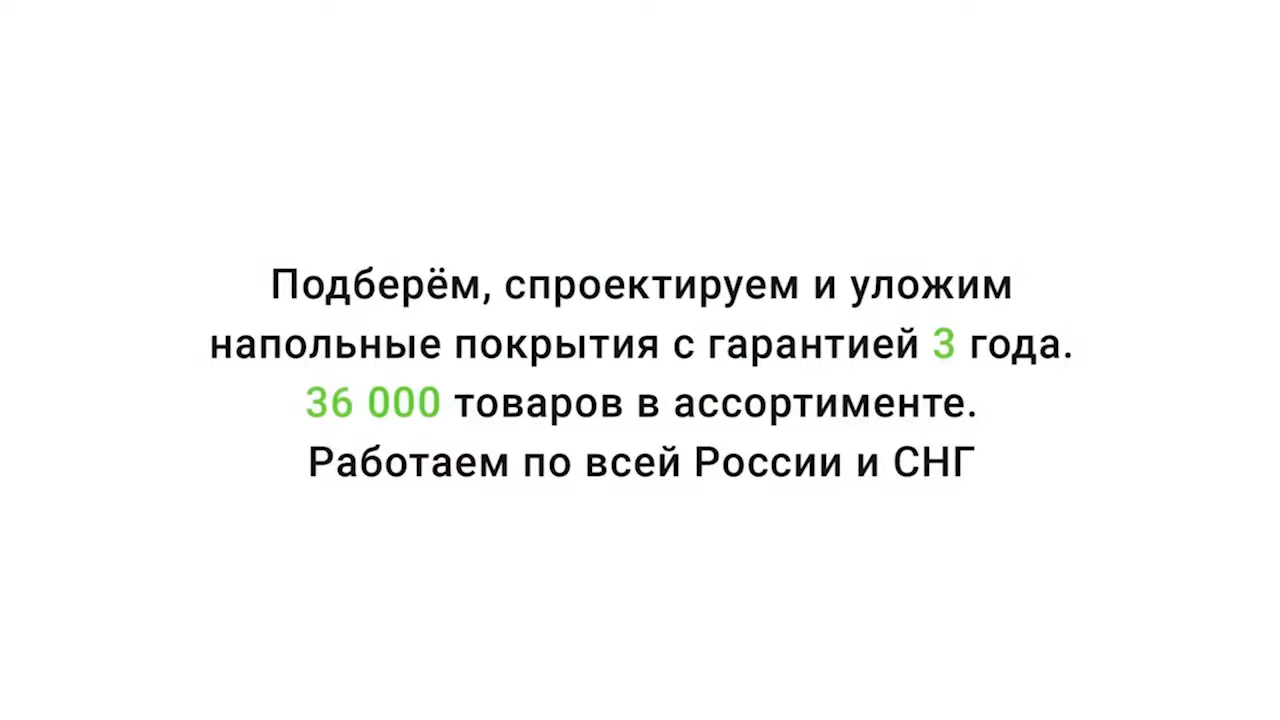 Подберём, спроектируем и уложим
напольные покрытия с гарантией 3 года.
36 000 товаров в ассортименте.
Работаем по всей России и СНГ